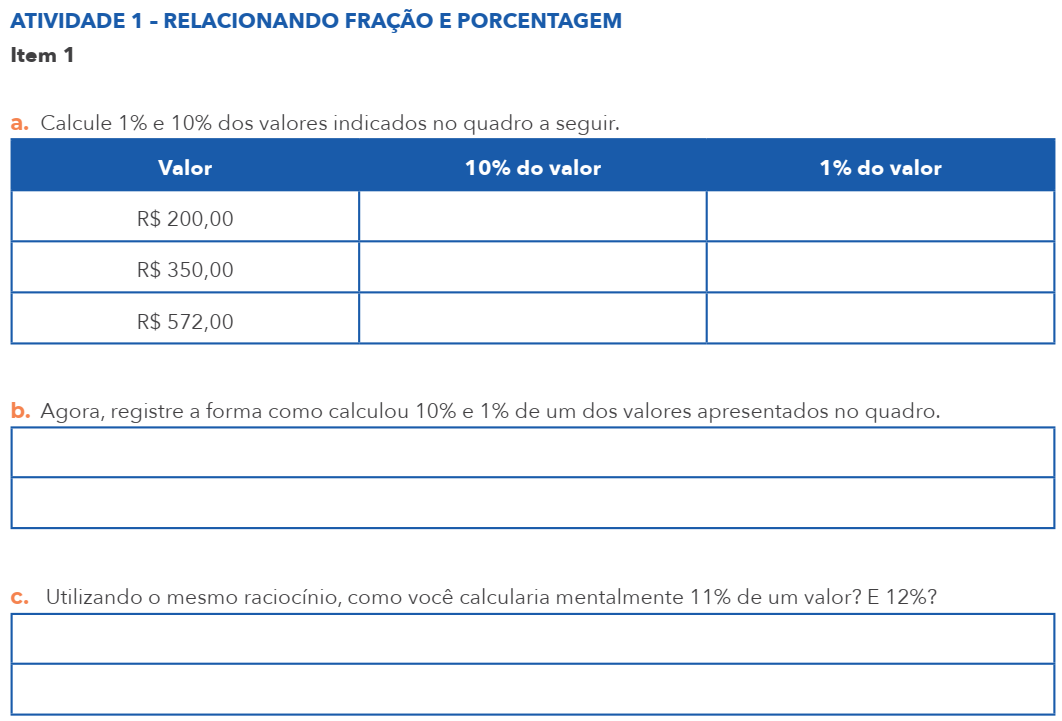 ATIVIDADE 1 – RELACIONANDO FRAÇÃO E PORCENTAGEM
Item 1
a. Calcule 1% e 10% dos valores indicados no quadro a seguir.
Valor 10% do valor 1% do valor
R$ 200,00
R$ 350,00
R$ 572,00
b. Agora, registre a forma como calculou 10% e 1% de um dos valores apresentados no quadro.
c. Utilizando o mesmo raciocínio, como você calcularia mentalmente 11% de um valor? E 12%?